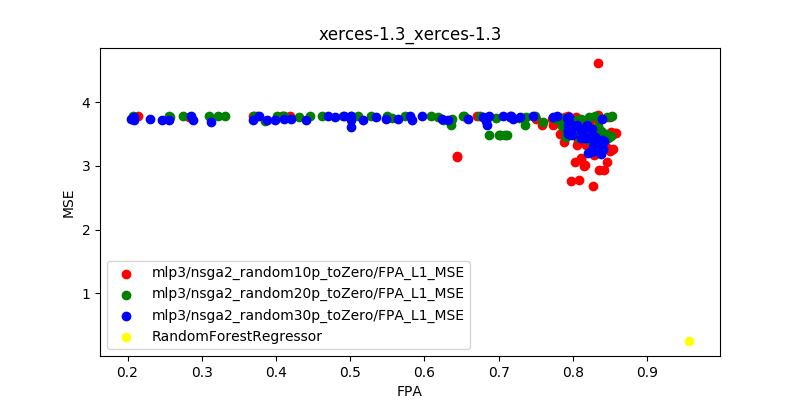 xerces-1.3_xerces-1.3
MSE
4
3
2
1
mlp3/nsga2_random10p_toZero/FPA_L1_MSE
mlp3/nsga2_random20p_toZero/FPA_L1_MSE
mlp3/nsga2_random30p_toZero/FPA_L1_MSE
RandomForestRegressor
0.2 0.3 0.4 0.5 0.6 0.7 0.8 0.9
FPA